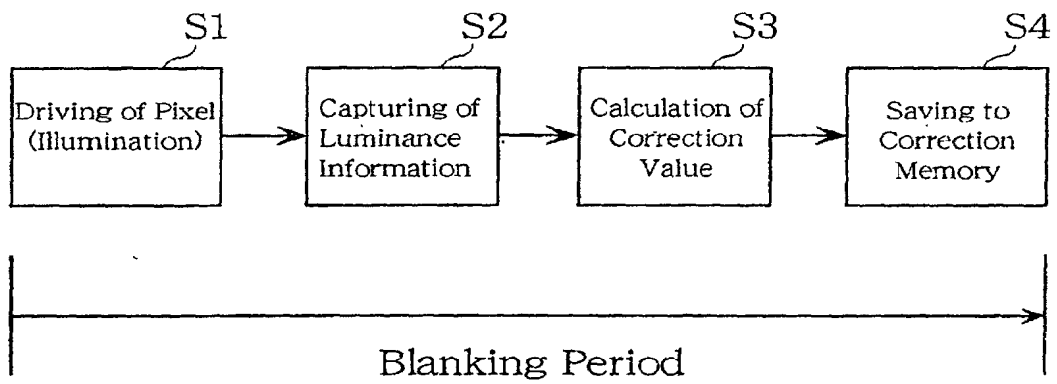 S1
S2
S3
S4
Driving of Pixel
(Illumination)
Capturing of
Luminance
Information
Calculation of
Correction
Value
Saving to
Correction
Memory
Blanking Period